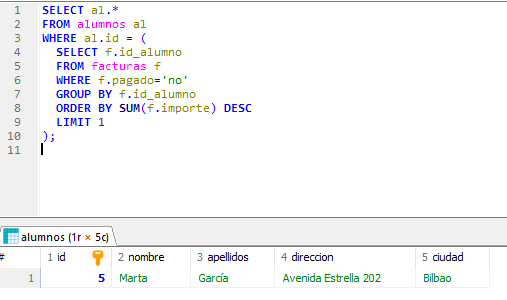 1 SELECT al.*
2 FROM alumnos al
3 WHERE al.id = (
4 SELECT f.id_alumno
5 FROM facturas f
6 WHERE f.pagado='no'
7 GROUP BY f.id_alumno
8 ORDER BY SUM(f.importe) DESC
9 LIMIT 1
10 );
11
alumnos (1r × 5c)
# 1 id 2 nombre 3 apellidos 4 direccion 5 ciudad
1 5 Marta García Avenida Estrella 202 Bilbao